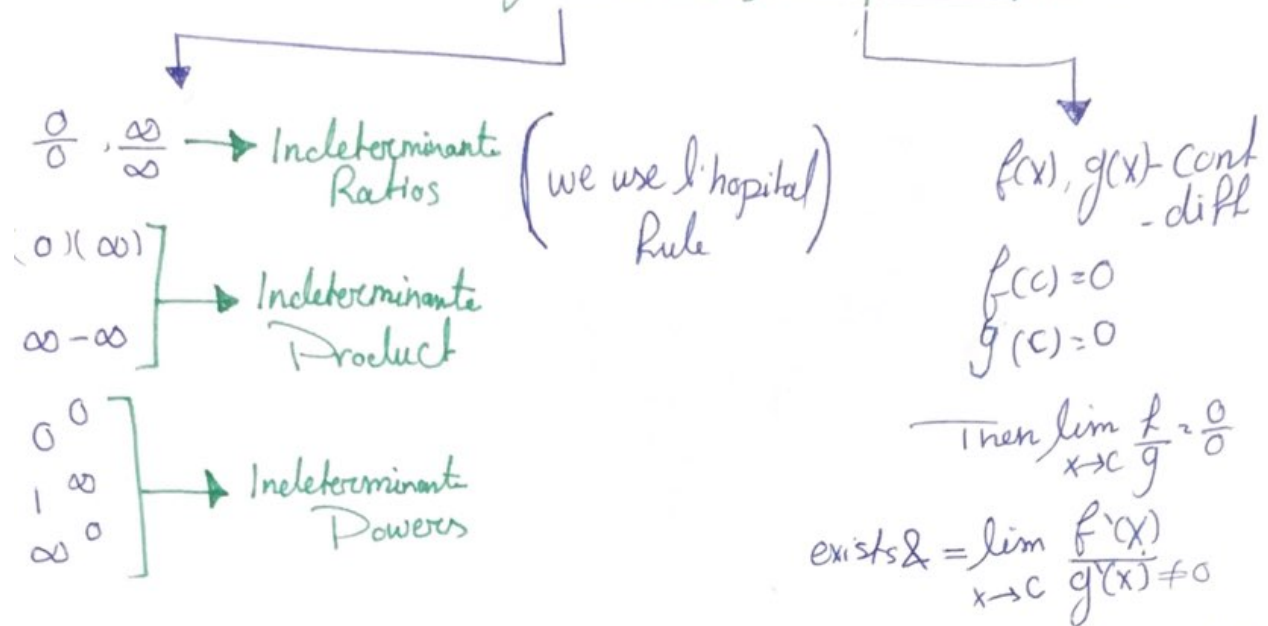 0/0 , ∞/∞ → Indeterminante
Ratios
(we use l'hopital
Rule)
(0)(∞)
∞-∞
Indeterminante
Product
0^0
1^∞
∞^0
Indeterminante
Powers
f(x), g(x)- cont
- diff
f(c)=0
g(c)=0
Then lim x→c f/g = 0/0
exists & = lim x→c f'(x)/g'(x) ≠0